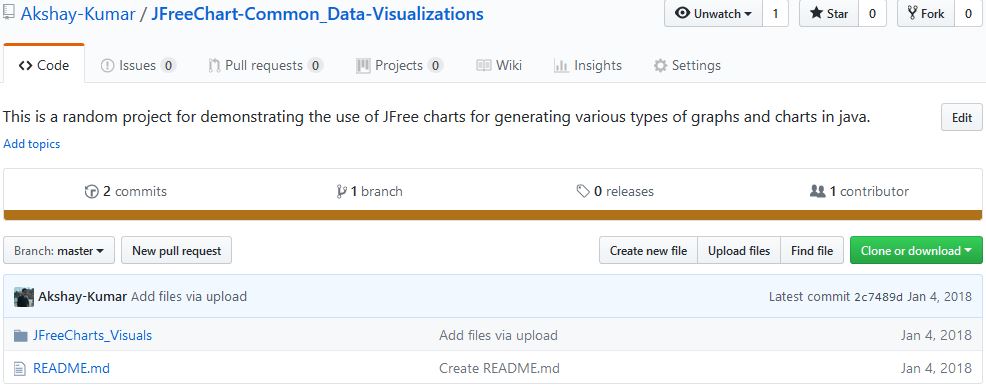 Akshay-Kumar / JFreeChart-Common_Data-Visualizations Unwatch 1 Star 0 Fork 0
Code Issues 0 Pull requests 0 Projects 0 Wiki Insights Settings
This is a random project for demonstrating the use of JFree charts for generating various types of graphs and charts in java. Edit
Add topics
2 commits 1 branch 0 releases 1 contributor
Branch: master New pull request Create new file Upload files Find file Clone or download
Akshay-Kumar Add files via upload Latest commit 2c7489d Jan 4, 2018
JFreeCharts_Visuals Add files via upload Jan 4, 2018
README.md Create README.md Jan 4, 2018